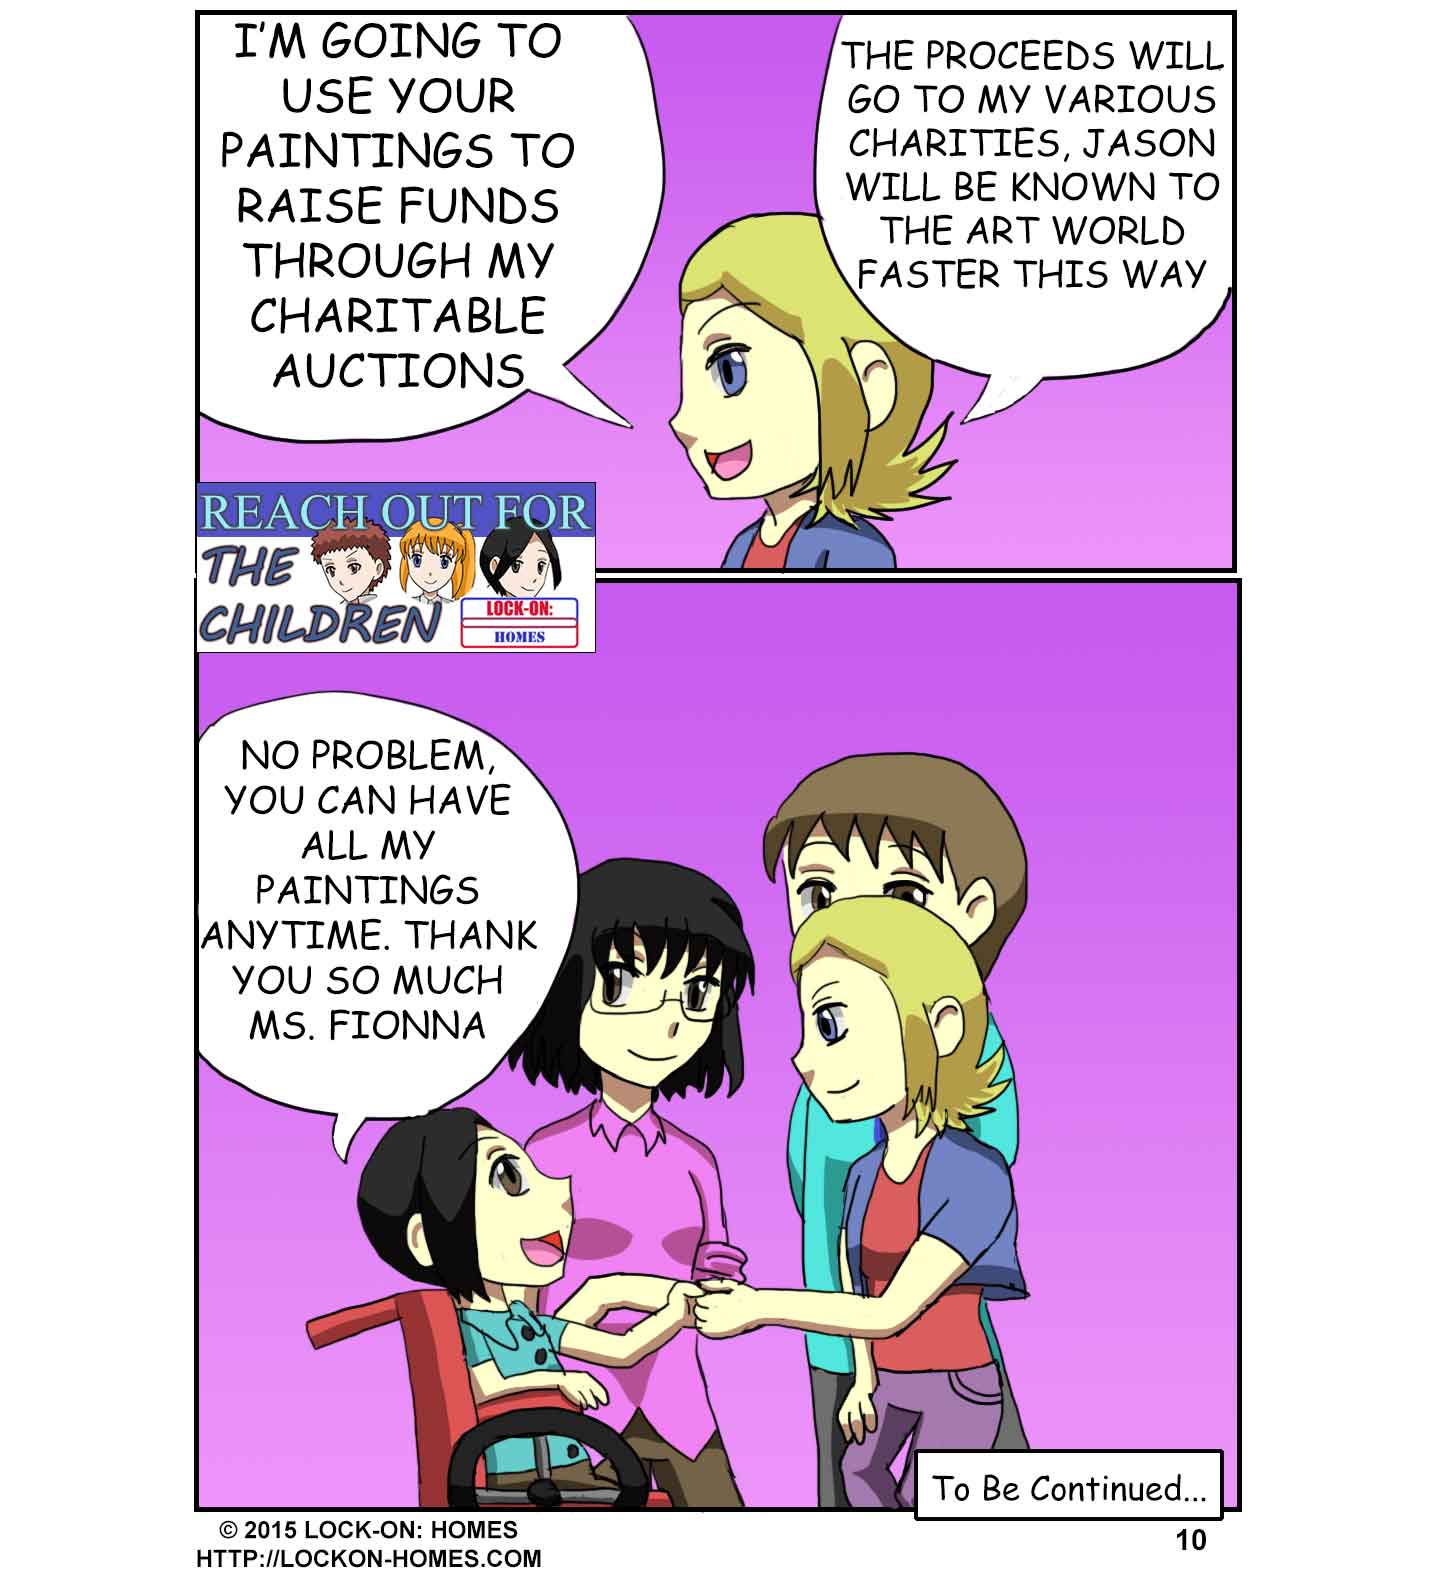 I'M GOING TO
USE YOUR
PAINTINGS TO
RAISE FUNDS
THROUGH MY
CHARITABLE
AUCTIONS
THE PROCEEDS WILL
GO TO MY VARIOUS
CHARITIES, JASON
WILL BE KNOWN TO
THE ART WORLD
FASTER THIS WAY
REACH OUT FOR
THE
CHILDREN
LOCK-ON:
HOMES
NO PROBLEM,
YOU CAN HAVE
ALL MY
PAINTINGS
ANYTIME. THANK
YOU SO MUCH
MS. FIONNA
To Be Continued...
© 2015 LOCK-ON: HOMES
HTTP://LOCKON-HOMES.COM
10